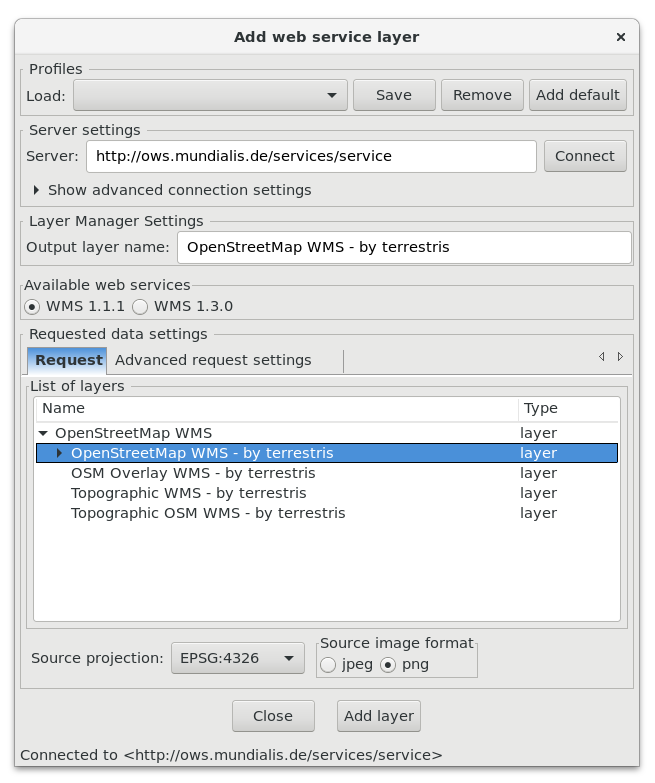 Add web service layer
Profiles
Load: Save Remove Add default
Server settings
Server: http://ows.mundialis.de/services/service Connect
Show advanced connection settings
Layer Manager Settings
Output layer name: OpenStreetMap WMS - by terrestris
Available web services
WMS 1.1.1 WMS 1.3.0
Requested data settings
Request Advanced request settings
List of layers
Name Type
OpenStreetMap WMS layer
OpenStreetMap WMS - by terrestris layer
OSM Overlay WMS - by terrestris layer
Topographic WMS - by terrestris layer
Topographic OSM WMS - by terrestris layer
Source image format
Source projection: EPSG:4326 jpeg png
Close Add layer
Connected to <http://ows.mundialis.de/services/service>